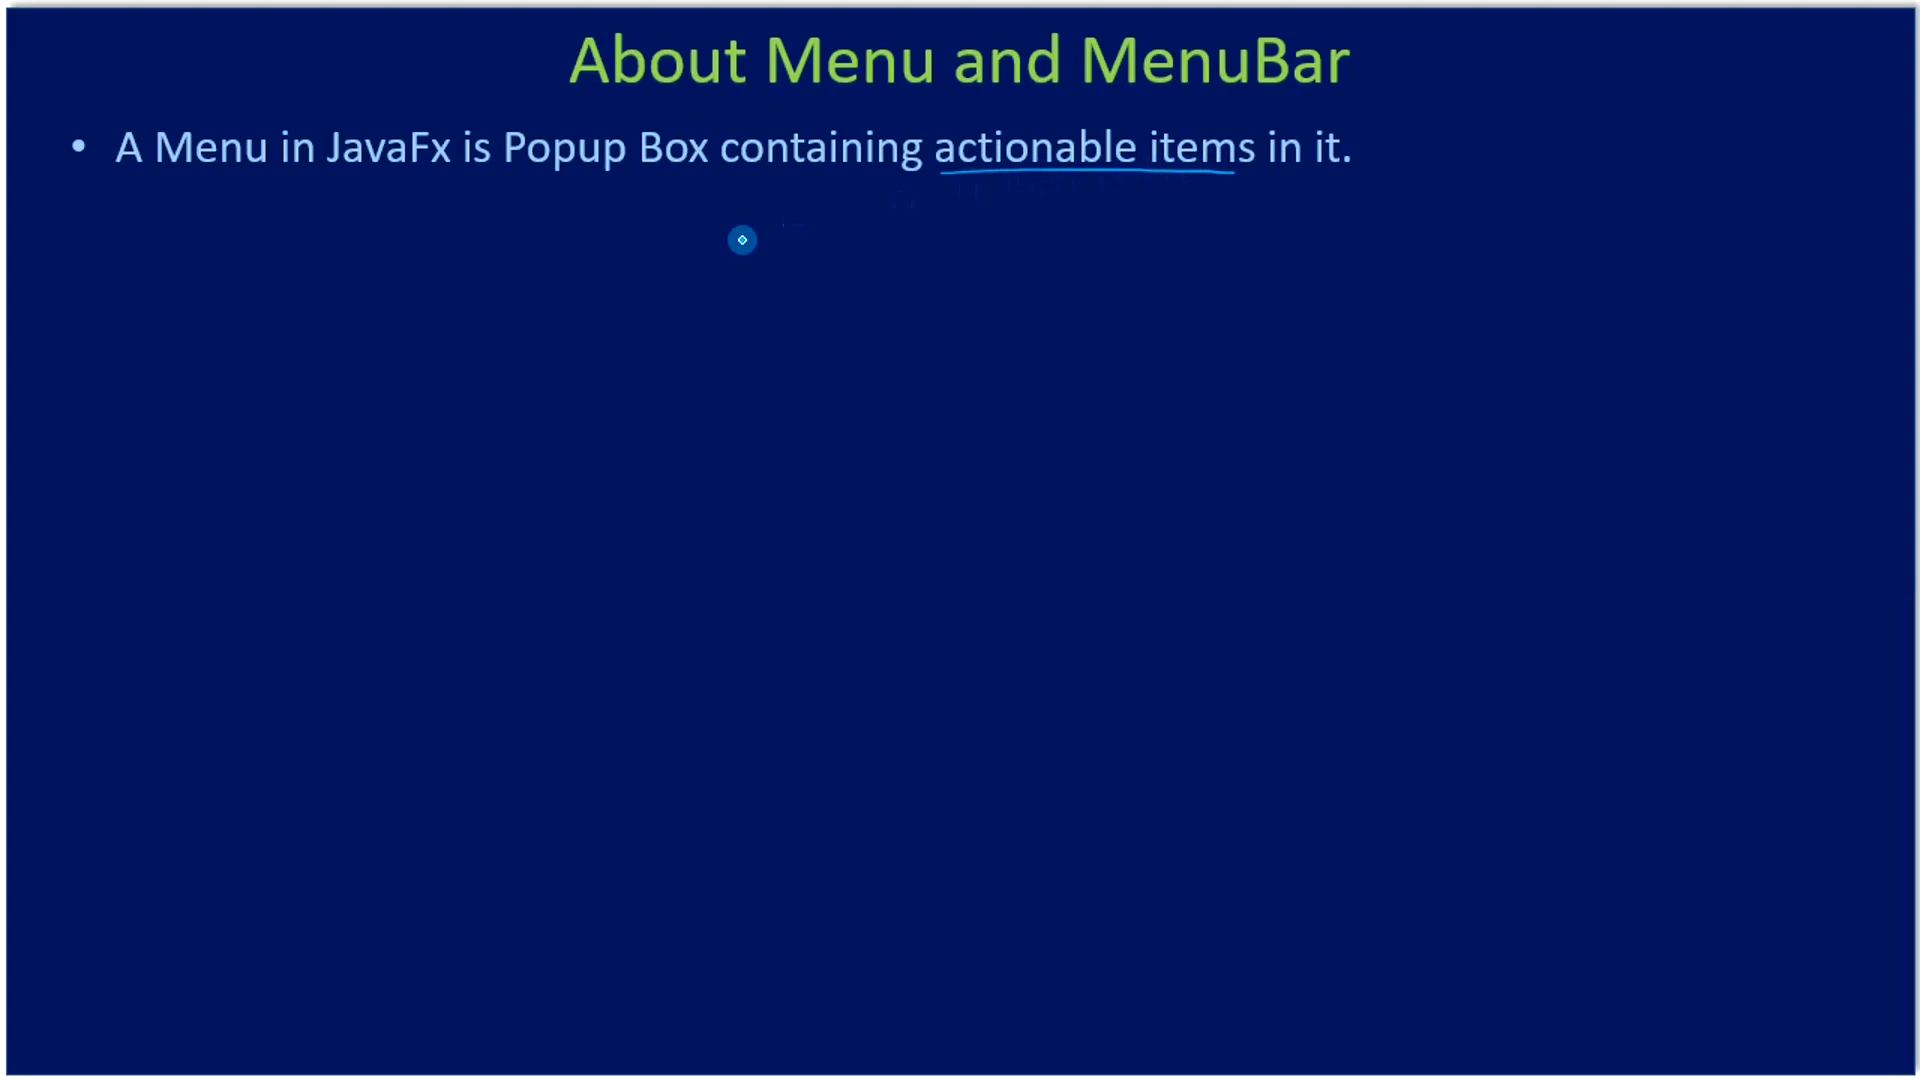 About Menu and MenuBar
• A Menu in JavaFx is Popup Box containing actionable items in it.